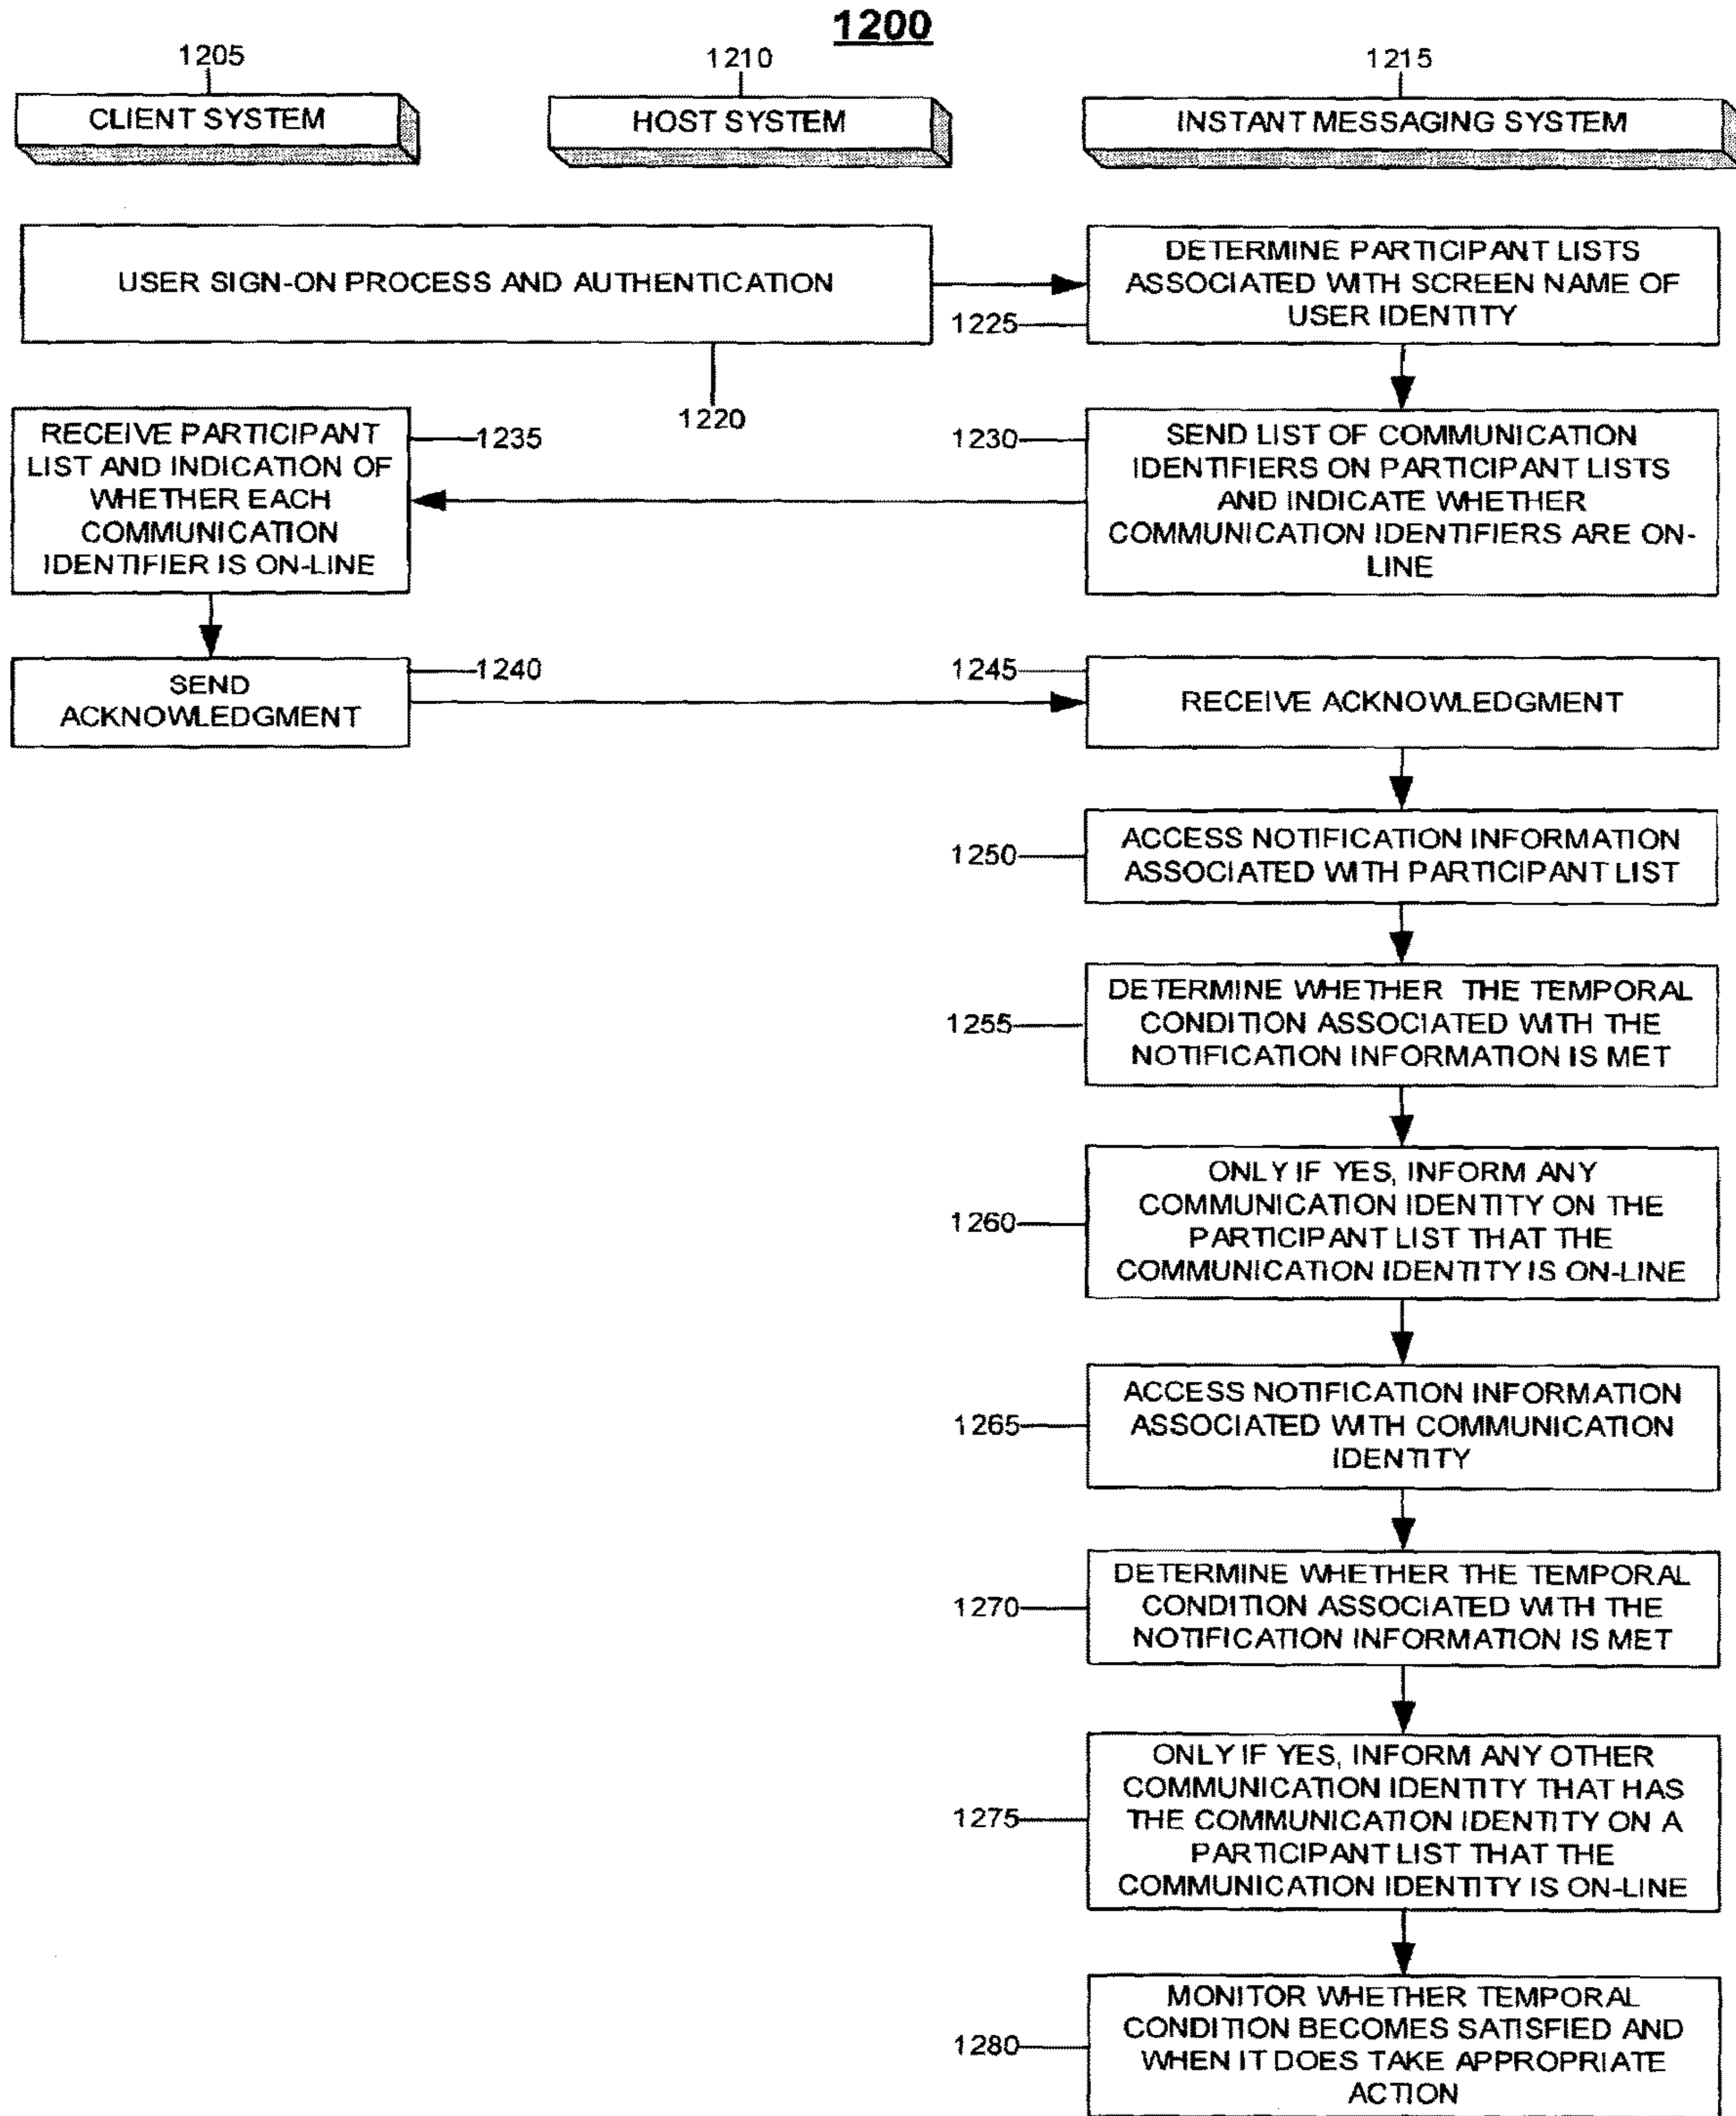 1200
1205
1210
1215
CLIENT SYSTEM
HOST SYSTEM
INSTANT MESSAGING SYSTEM
USER SIGN-ON PROCESS AND AUTHENTICATION
1220
DETERMINE PARTICIPANT LISTS
ASSOCIATED WITH SCREEN NAME OF
USER IDENTITY
1225
1230
SEND LIST OF COMMUNICATION
IDENTIFIERS ON PARTICIPANT LISTS
AND INDICATE WHETHER
COMMUNICATION IDENTIFIERS ARE ON-
LINE
RECEIVE PARTICIPANT
LIST AND INDICATION OF
WHETHER EACH
COMMUNICATION
IDENTIFIER IS ON-LINE
1235
SEND
ACKNOWLEDGMENT
1240
1245
RECEIVE ACKNOWLEDGMENT
1250
ACCESS NOTIFICATION INFORMATION
ASSOCIATED WITH PARTICIPANT LIST
1255
DETERMINE WHETHER THE TEMPORAL
CONDITION ASSOCIATED WITH THE
NOTIFICATION INFORMATION IS MET
1260
ONLY IF YES, INFORM ANY
COMMUNICATION IDENTITY ON THE
PARTICIPANT LIST THAT THE
COMMUNICATION IDENTITY IS ON-LINE
1265
ACCESS NOTIFICATION INFORMATION
ASSOCIATED WITH COMMUNICATION
IDENTITY
1270
DETERMINE WHETHER THE TEMPORAL
CONDITION ASSOCIATED WITH THE
NOTIFICATION INFORMATION IS MET
1275
ONLY IF YES, INFORM ANY OTHER
COMMUNICATION IDENTITY THAT HAS
THE COMMUNICATION IDENTITY ON A
PARTICIPANT LIST THAT THE
COMMUNICATION IDENTITY IS ON-LINE
1280
MONITOR WHETHER TEMPORAL
CONDITION BECOMES SATISFIED AND
WHEN IT DOES TAKE APPROPRIATE
ACTION